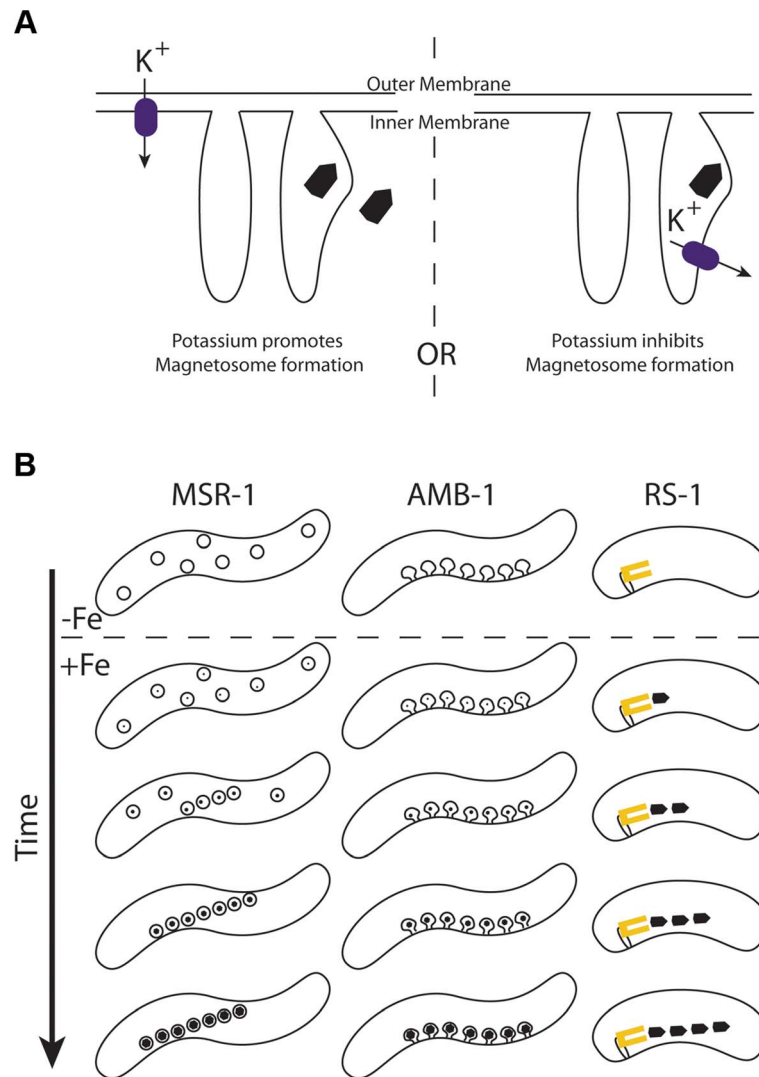 A
K+
Outer Membrane
Inner Membrane
K+
Potassium promotes
Magnetosome formation
OR
Potassium inhibits
Magnetosome formation
B
MSR-1
AMB-1
RS-1
-Fe
+Fe
Time